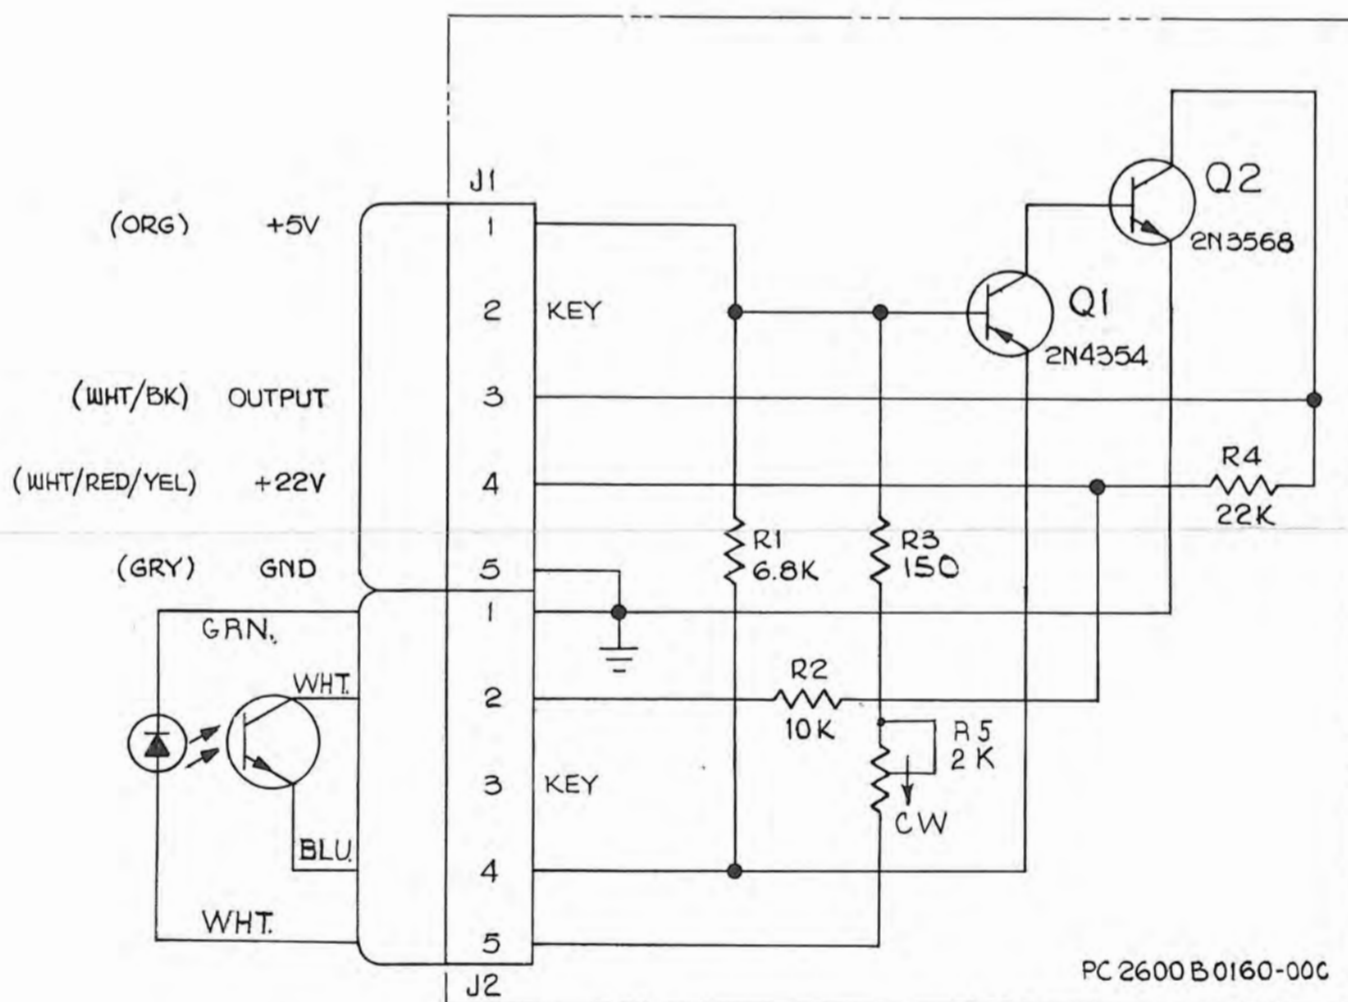 J1
(ORG) +5V 1
2 KEY
(WHT/BK) OUTPUT 3
(WHT/RED/YEL) +22V 4
(GRY) GND 5
Q2
2N3568
Q1
2N4354
R4
22K
R1
6.8K
R3
150
GRN. 1
WHT. 2
R2
10K
R5
2K
CW
3 KEY
BLU. 4
WHT. 5
J2
PC 2600 B 0160-00C